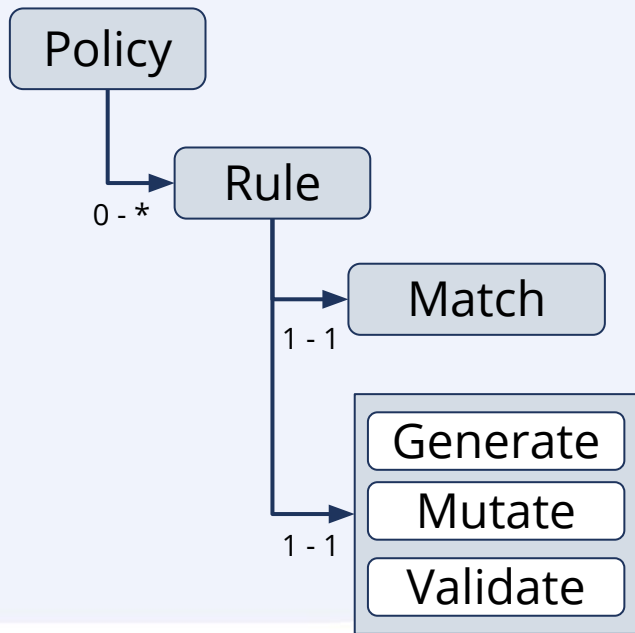 Policy
0 - *
Rule
Match
1 - 1
Generate
Mutate
Validate
1 - 1